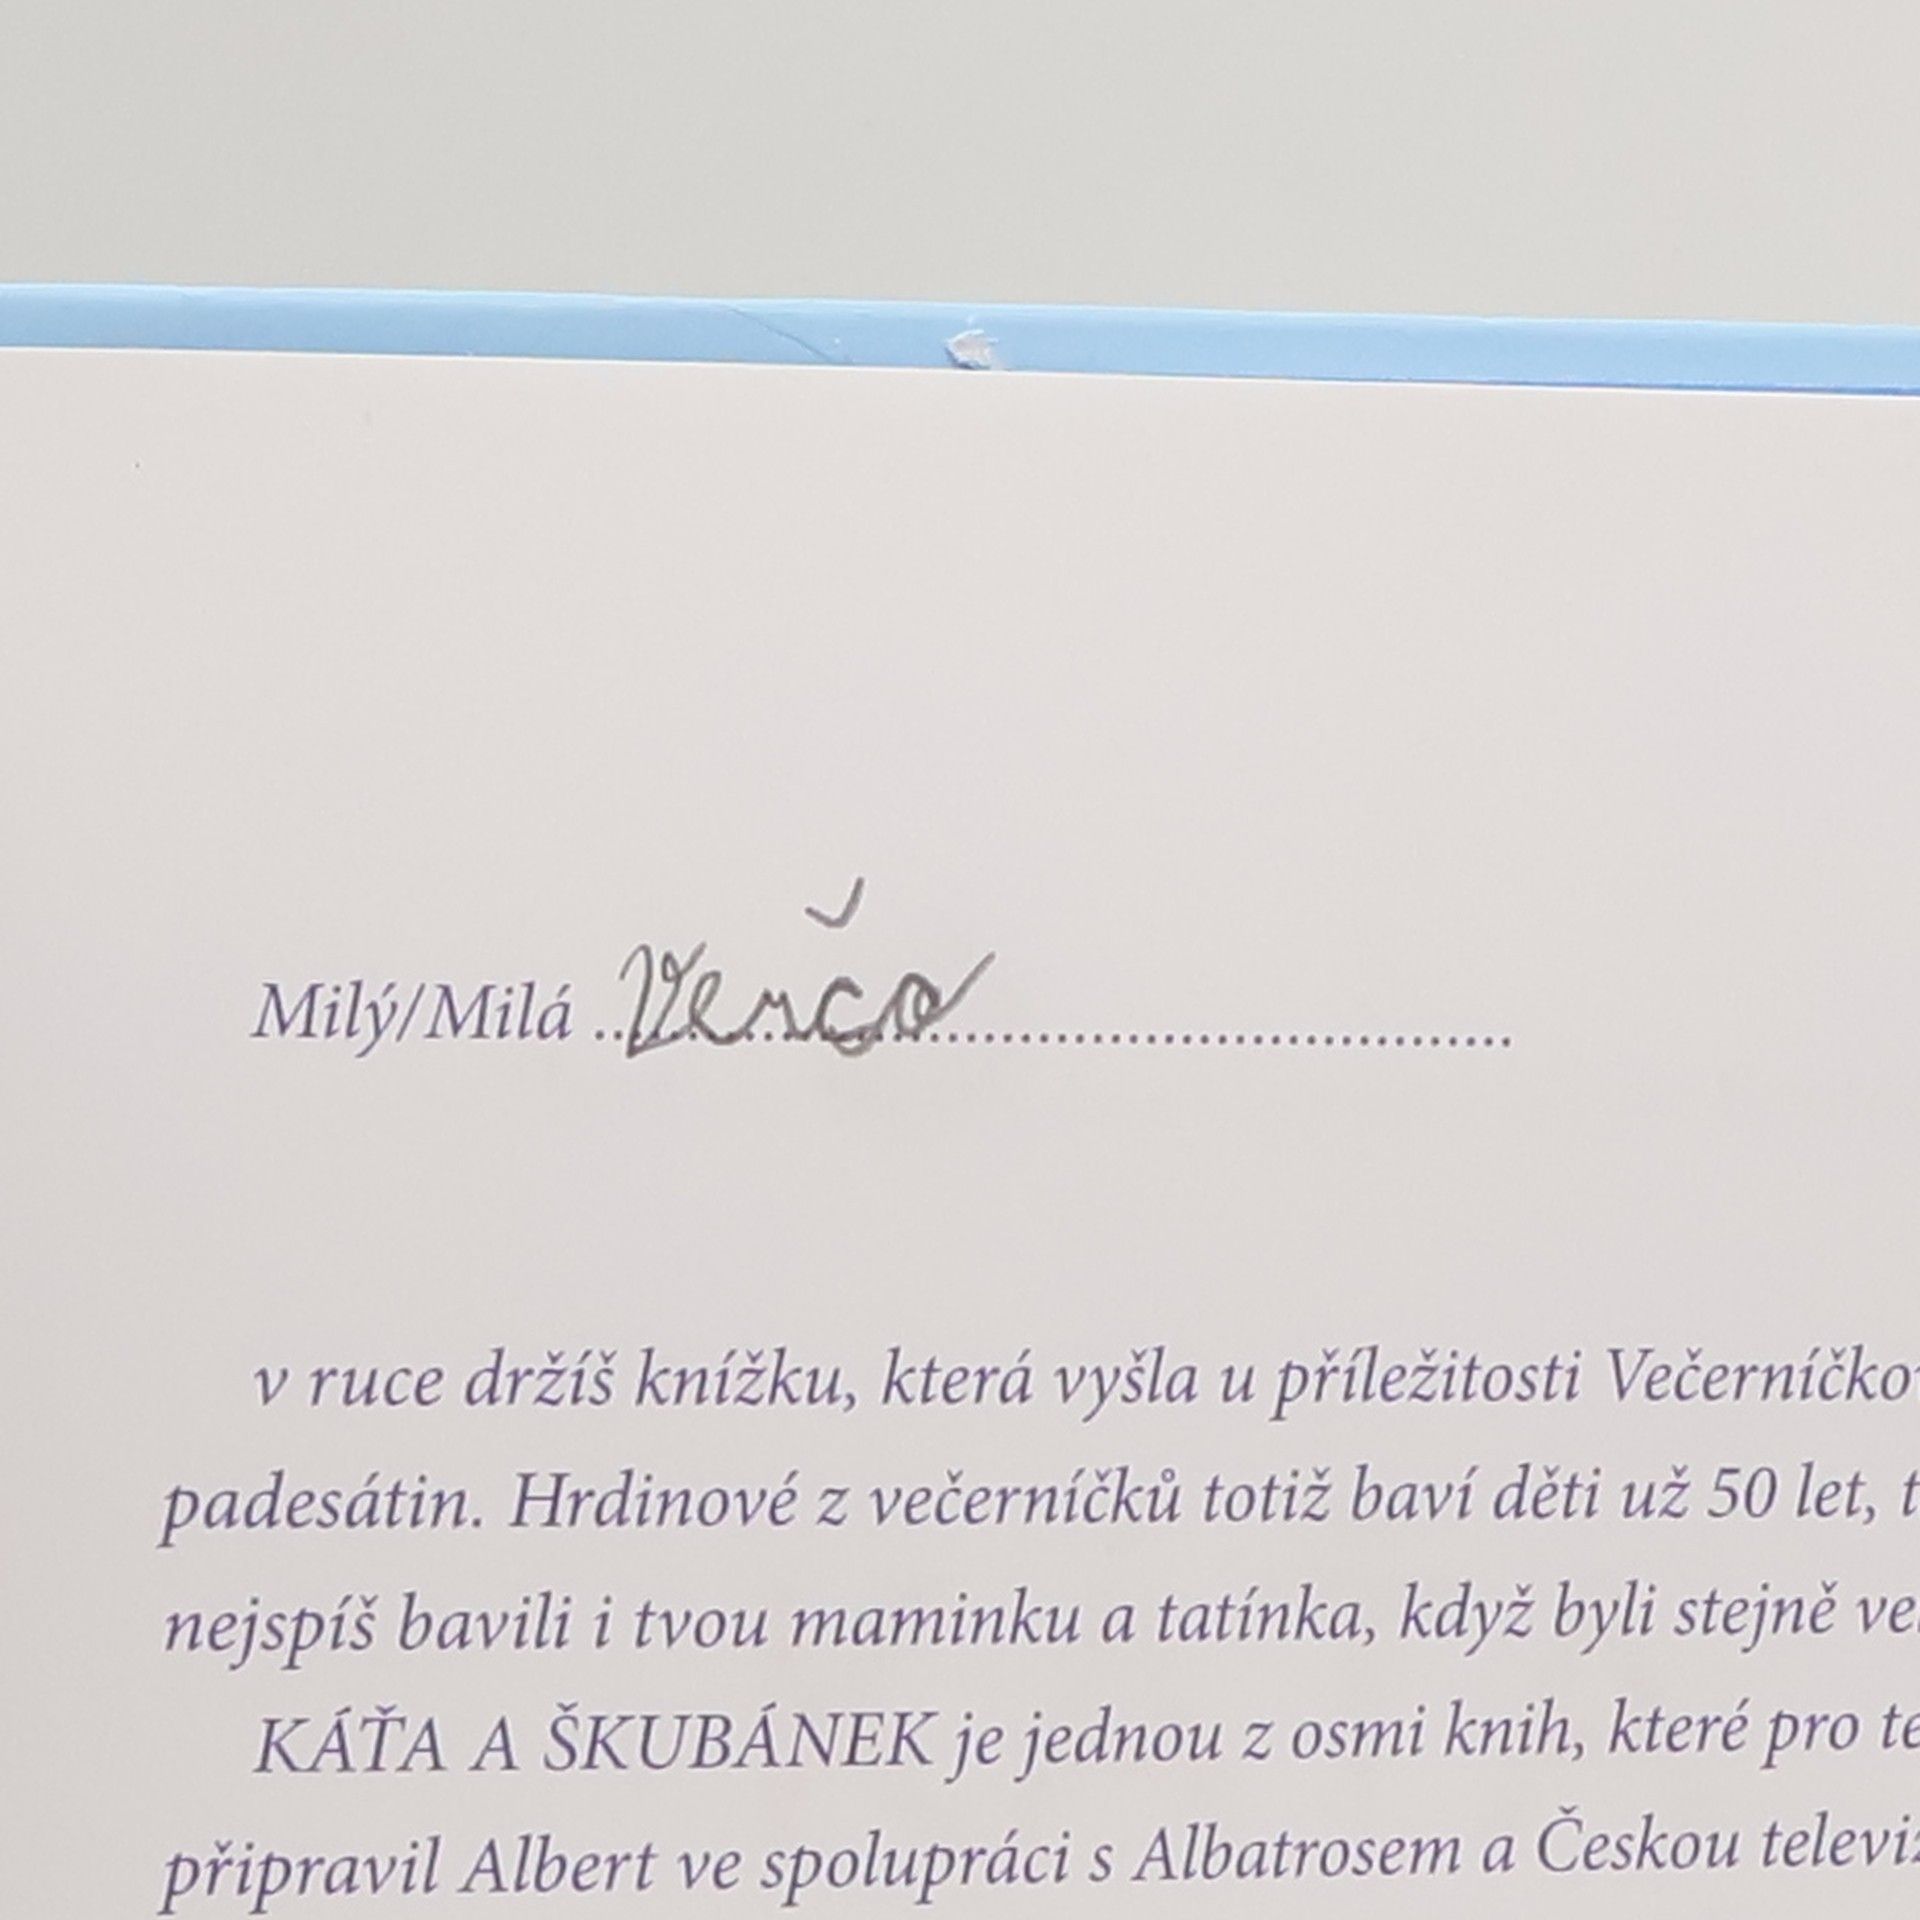 Milý/Milá ..Verčo......................................
v ruce držíš knížku, která vyšla u příležitosti Večerníčkov
padesátin. Hrdinové z večerníčků totiž baví děti už 50 let, t
nejspíš bavili i tvou maminku a tatínka, když byli stejně vel
KÁŤA A ŠKUBÁNEK je jednou z osmi knih, které pro te
připravil Albert ve spolupráci s Albatrosem a Českou televiz